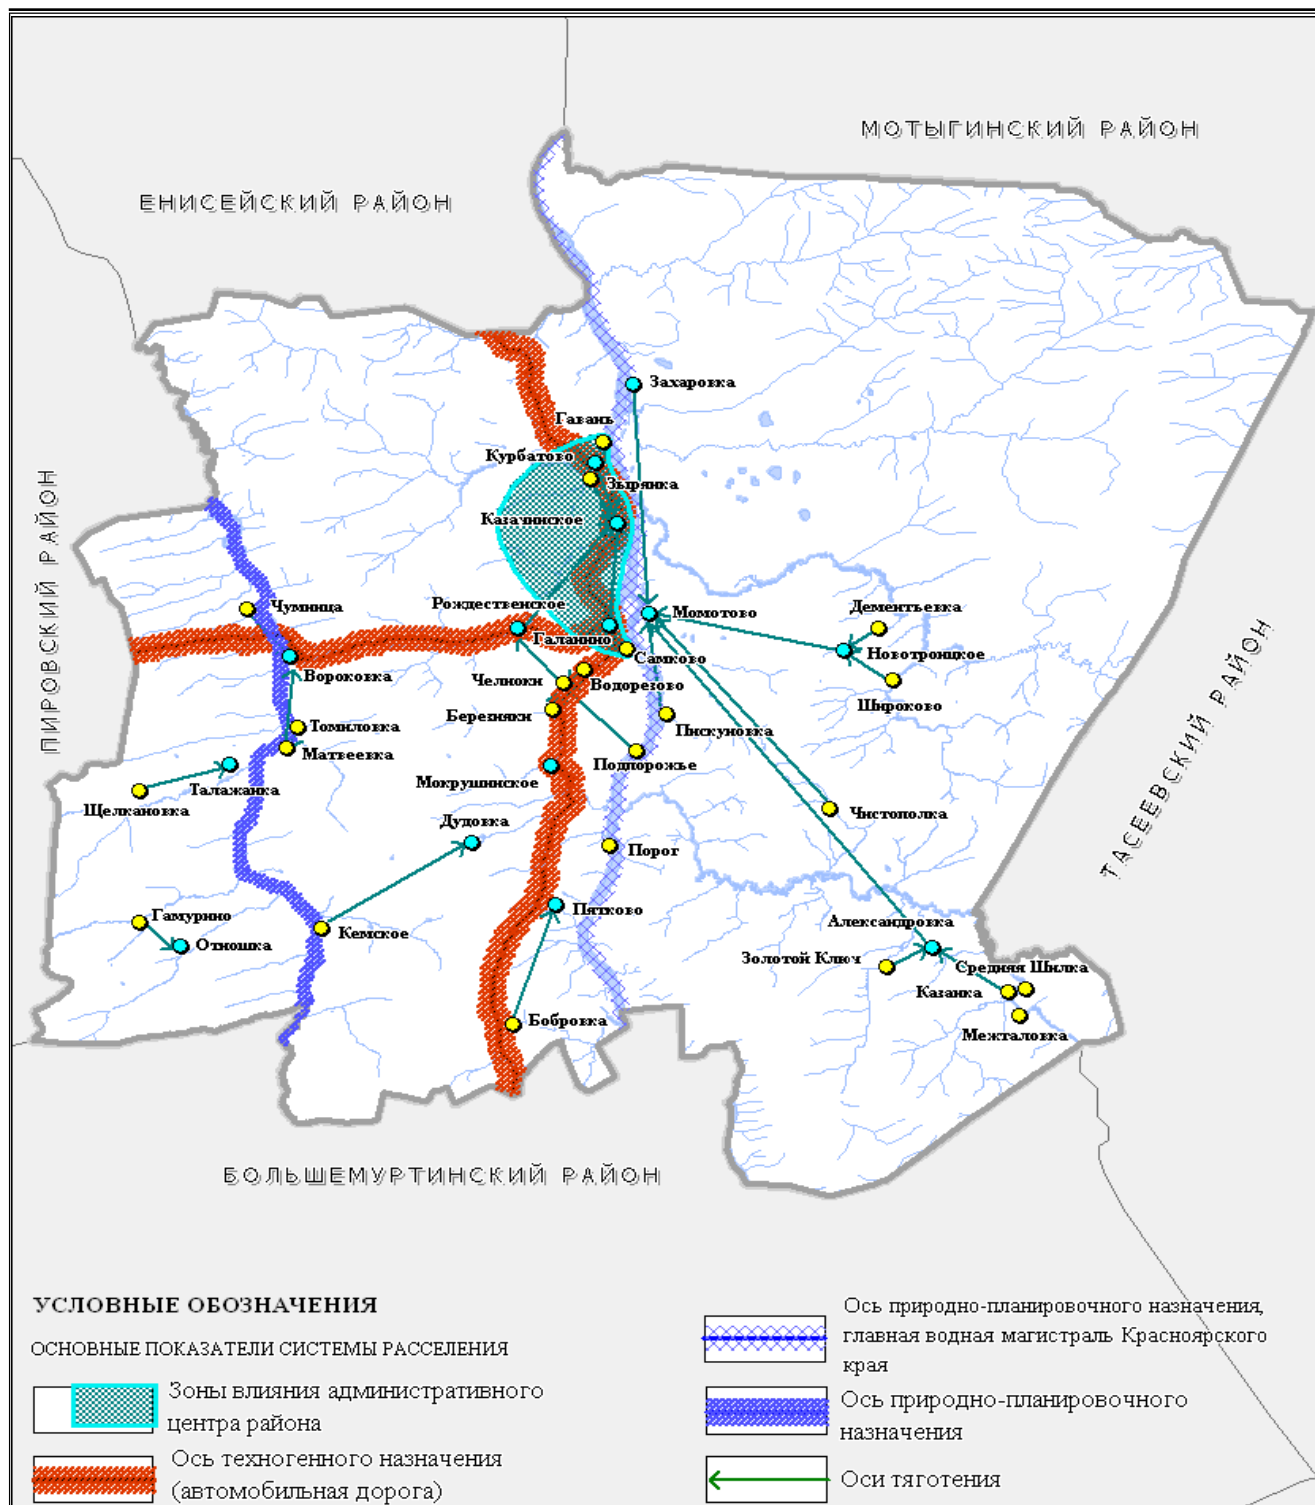 МОТЫГИНСКИЙ РАЙОН
ЕНИСЕЙСКИЙ РАЙОН
ПИРОВСКИЙ РАЙОН
ТАСЕЕВСКИЙ РАЙОН
Захаровка
Гавань
Курбатово
Зырянка
Казачинское
Рождественское
Момотово
Дементьевка
Чумница
Галанино
Новотроицкое
Самково
Вороковка
Челноки
Водорезово
Широково
Березняки
Пискуновка
Томиловка
Матвеевка
Подпорожье
Мокрушинское
Талажанка
Щелкановка
Чистополка
Дудовка
Порог
Гамурино
Пятково
Александровка
Кемское
Отношка
Золотой Ключ
Средняя Шилка
Казанка
Бобровка
Межталовка
БОЛЬШЕМУРТИНСКИЙ РАЙОН
УСЛОВНЫЕ ОБОЗНАЧЕНИЯ
ОСНОВНЫЕ ПОКАЗАТЕЛИ СИСТЕМЫ РАССЕЛЕНИЯ
Зоны влияния административного
центра района
Ось техногенного назначения
(автомобильная дорога)
Ось природно-планировочного назначения,
главная водная магистраль Красноярского
края
Ось природно-планировочного
назначения
Оси тяготения